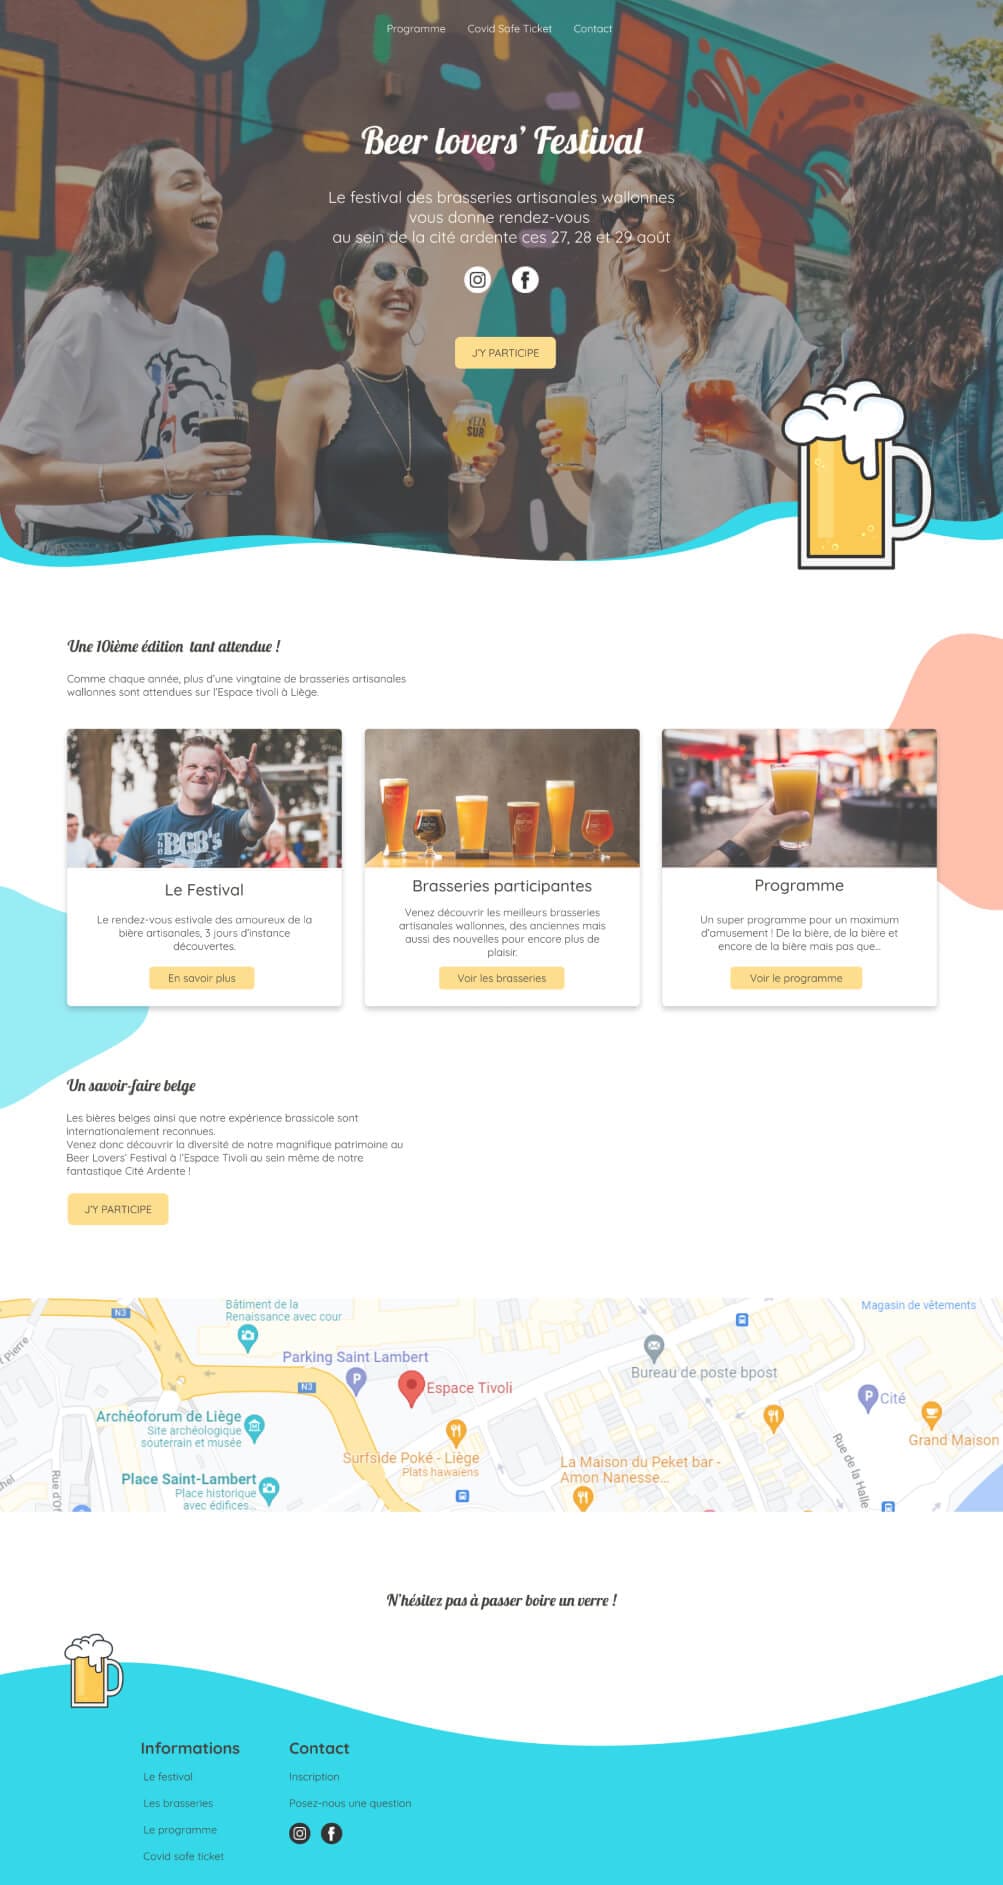 Programme
Covid Safe Ticket
Contact
Beer lovers' Festival
Le festival des brasseries artisanales wallonnes
vous donne rendez-vous
au sein de la cité ardente ces 27, 28 et 29 août
J'Y PARTICIPE
VEZA
SUR
Une 10ième édition tant attendue !
Comme chaque année, plus d'une vingtaine de brasseries artisanales
wallonnes sont attendues sur l'Espace tivoli à Liège.
THE
BGB's
Le Festival
Le rendez-vous estivale des amoureux de la
bière artisanales, 3 jours d'instance
découvertes.
En savoir plus
Brasseries participantes
Venez découvrir les meilleurs brasseries
artisanales wallonnes, des anciennes mais
aussi des nouvelles pour encore plus de
plaisir.
Voir les brasseries
Programme
Un super programme pour un maximum
d'amusement ! De la bière, de la bière et
encore de la bière mais pas que...
Voir le programme
Un savoir-faire belge
Les bières belges ainsi que notre expérience brassicole sont
internationalement reconnues.
Venez donc découvrir la diversité de notre magnifique patrimoine au
Beer Lovers' Festival à l'Espace Tivoli au sein même de notre
fantastique Cité Ardente !
J'Y PARTICIPE
N3
Bâtiment de la
Renaissance avec cour
Magasin de vêtements
Pierre
Parking Saint Lambert
P
N3
Espace Tivoli
Bureau de poste bpost
P
Cité
Archéoforum de Liège
Site archéologique
souterrain et musée
Grand Maison
Surfside Poké - Liège
Plats hawaïens
La Maison du Peket bar -
Amon Nanesse...
Rue de la Halle
Place Saint-Lambert
Place historique
avec édifices...
N'hésitez pas à passer boire un verre !
Informations
Le festival
Les brasseries
Le programme
Covid safe ticket
Contact
Inscription
Posez-nous une question